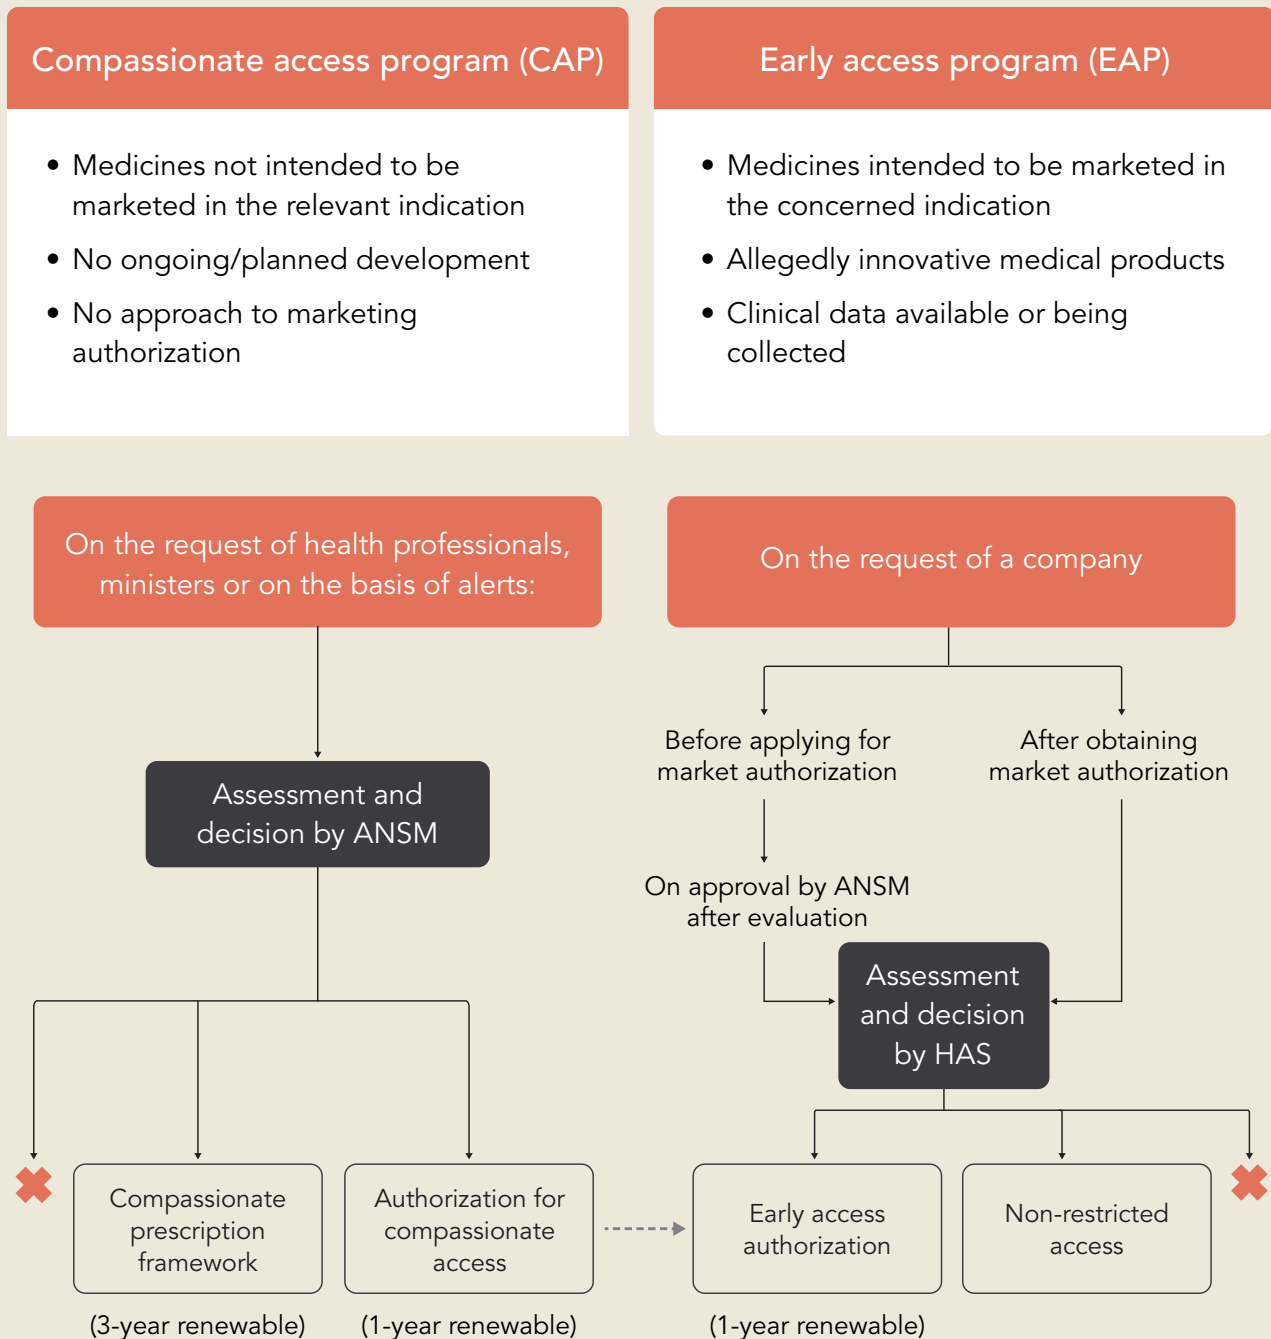 Compassionate access program (CAP)
• Medicines not intended to be
marketed in the relevant indication
• No ongoing/planned development
• No approach to marketing
authorization
Early access program (EAP)
• Medicines intended to be marketed in
the concerned indication
• Allegedly innovative medical products
• Clinical data available or being
collected
On the request of health professionals,
ministers or on the basis of alerts:
Assessment and
decision by ANSM
Compassionate
prescription
framework
(3-year renewable)
Authorization for
compassionate
access
(1-year renewable)
On the request of a company
Before applying for
market authorization
On approval by ANSM
after evaluation
After obtaining
market authorization
Assessment
and decision
by HAS
Early access
authorization
(1-year renewable)
Non-restricted
access